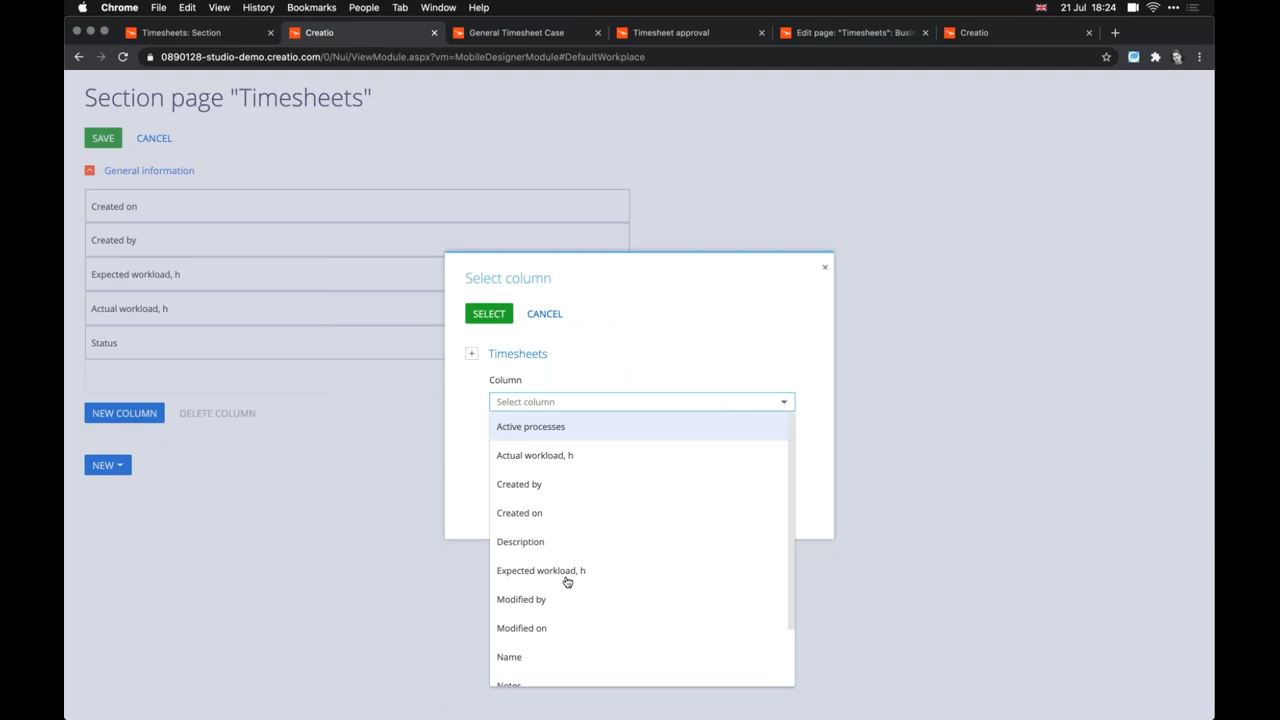 Chrome File Edit View History Bookmarks People Tab Window Help 21 Jul 18:24
Timesheets: Section Creatio General Timesheet Case Timesheet approval Edit page: "Timesheets": Busin Creatio
0890128-studio-demo.creatio.com/0/Nui/ViewModule.aspx?vm=MobileDesignerModule#DefaultWorkplace
Section page "Timesheets"
SAVE CANCEL
General information
Created on
Created by
Expected workload, h
Actual workload, h
Status
NEW COLUMN DELETE COLUMN
NEW
Select column
SELECT CANCEL
Timesheets
Column
Select column
Active processes
Actual workload, h
Created by
Created on
Description
Expected workload, h
Modified by
Modified on
Name
Notes